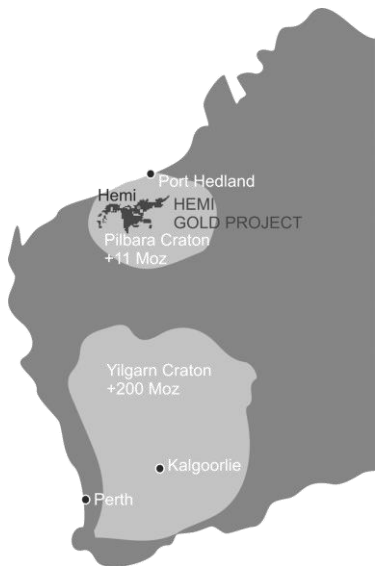 Port Hedland
Hemi
HEMI
GOLD PROJECT
Pilbara Craton
+11 Moz
Yilgarn Craton
+200 Moz
Kalgoorlie
Perth